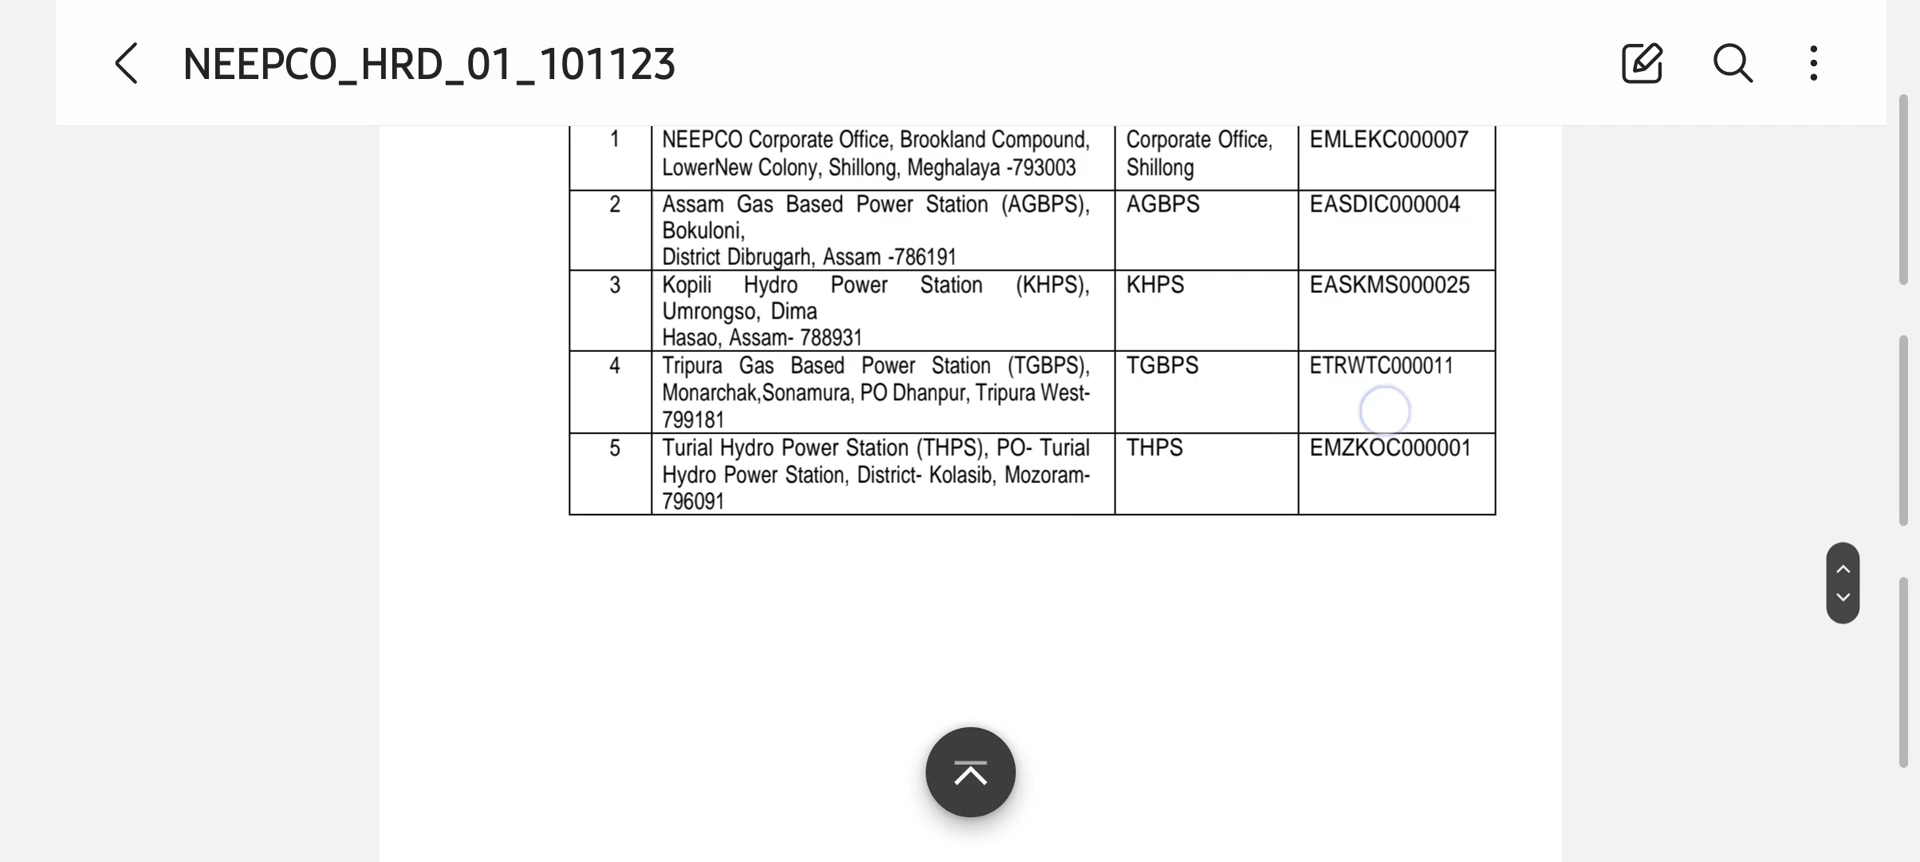 NEEPCO_HRD_01_101123
1 NEEPCO Corporate Office, Brookland Compound, Corporate Office, EMLEKC000007
LowerNew Colony, Shillong, Meghalaya -793003 Shillong
2 Assam Gas Based Power Station (AGBPS), AGBPS EASDIC000004
Bokuloni,
District Dibrugarh, Assam -786191
3 Kopili Hydro Power Station (KHPS), KHPS EASKMS000025
Umrongso, Dima
Hasao, Assam- 788931
4 Tripura Gas Based Power Station (TGBPS), TGBPS ETRWTC000011
Monarchak,Sonamura, PO Dhanpur, Tripura West-
799181
5 Turial Hydro Power Station (THPS), PO- Turial THPS EMZKOC000001
Hydro Power Station, District- Kolasib, Mozoram-
796091